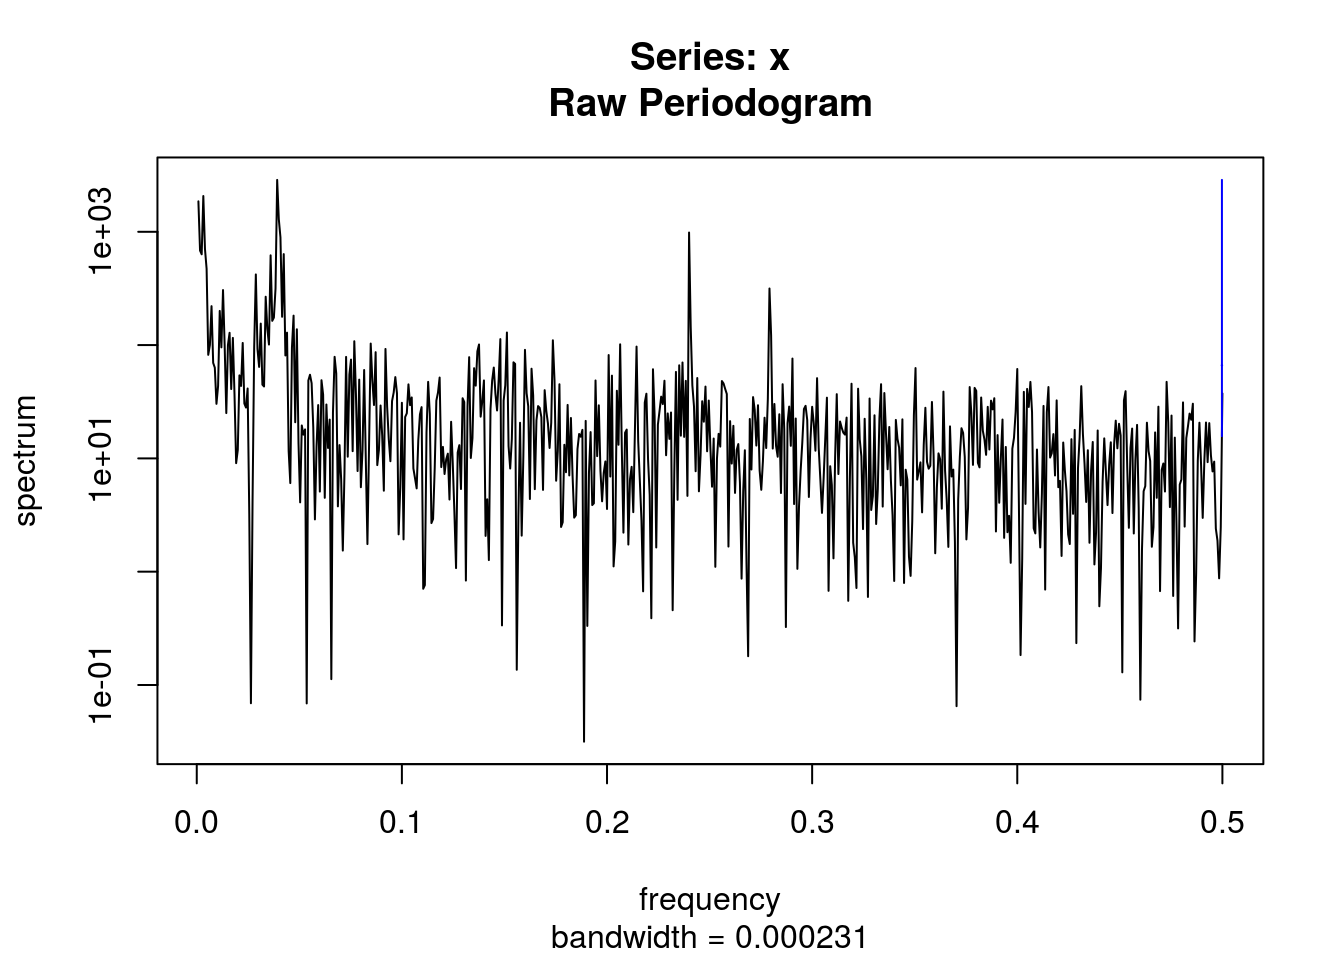 Series: x
Raw Periodogram
spectrum
1e+03
1e+01
1e-01
0.0 0.1 0.2 0.3 0.4 0.5
frequency
bandwidth = 0.000231